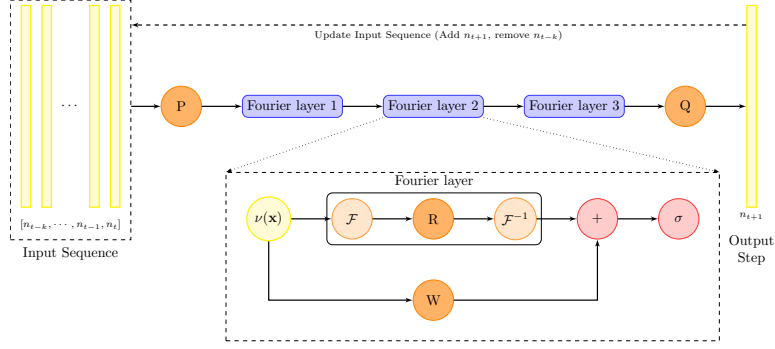 Update Input Sequence (Add n_{t+1}, remove n_{t−k})
...
P
Fourier layer 1
Fourier layer 2
Fourier layer 3
Q
[n_{t−k}, ⋯ , n_{t−1}, n_t]
Input Sequence
n_{t+1}
Output
Step
Fourier layer
ν(x)
ℱ
R
ℱ^{−1}
+
σ
W